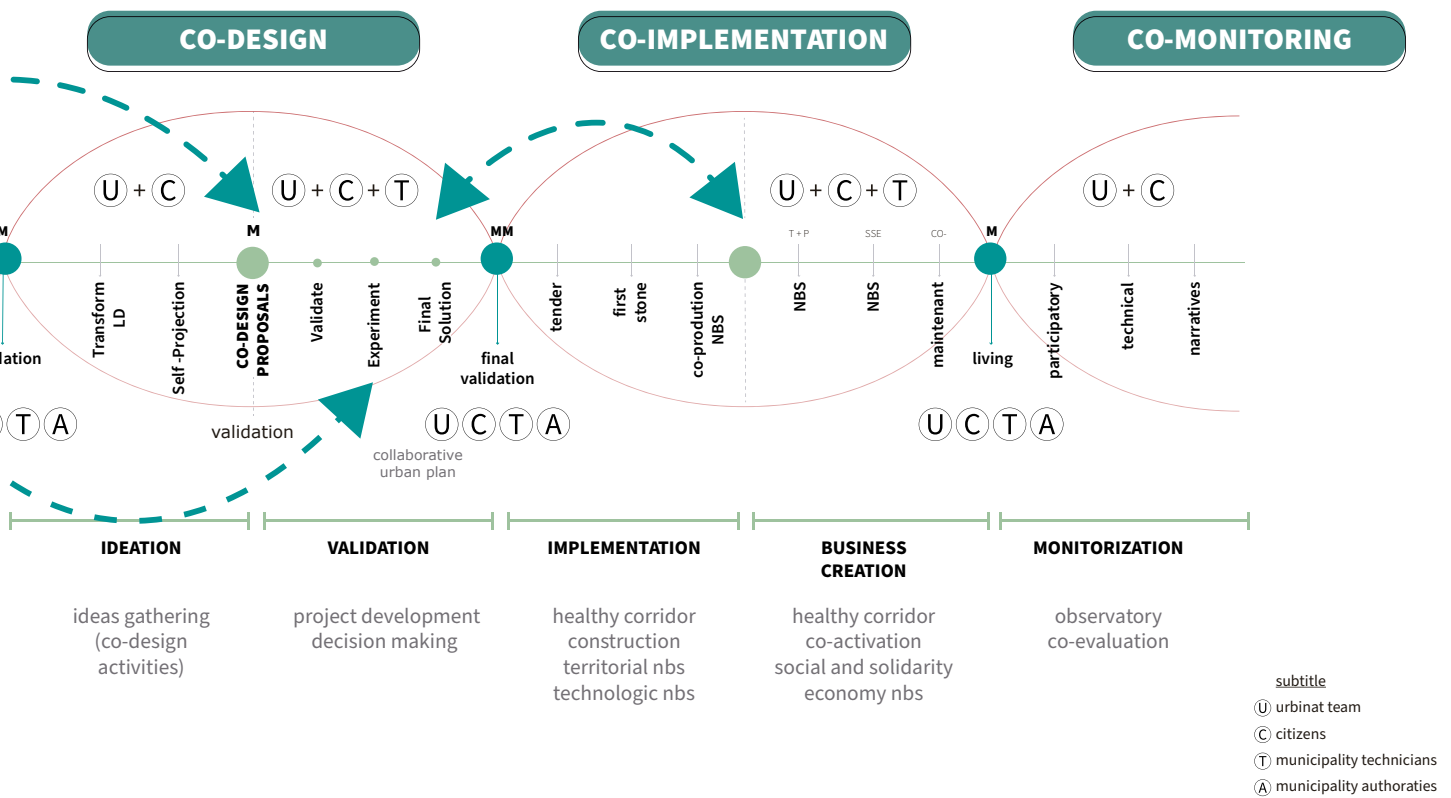 CO-DESIGN
CO-IMPLEMENTATION
CO-MONITORING
U + C
U + C + T
U + C + T
U + C
M
M
MM
M
T + P
SSE
CO-
Transform
LD
Self -Projection
CO-DESIGN
PROPOSALS
Validate
Experiment
Final
Solution
tender
first
stone
co-prodution
NBS
NBS
NBS
maintenant
participatory
technical
narratives
dation
final
validation
living
T A
validation
U C T A
U C T A
collaborative
urban plan
IDEATION
VALIDATION
IMPLEMENTATION
BUSINESS
CREATION
MONITORIZATION
ideas gathering
(co-design
activities)
project development
decision making
healthy corridor
construction
territorial nbs
technologic nbs
healthy corridor
co-activation
social and solidarity
economy nbs
observatory
co-evaluation
subtitle
U urbinat team
C citizens
T municipality technicians
A municipality authoraties